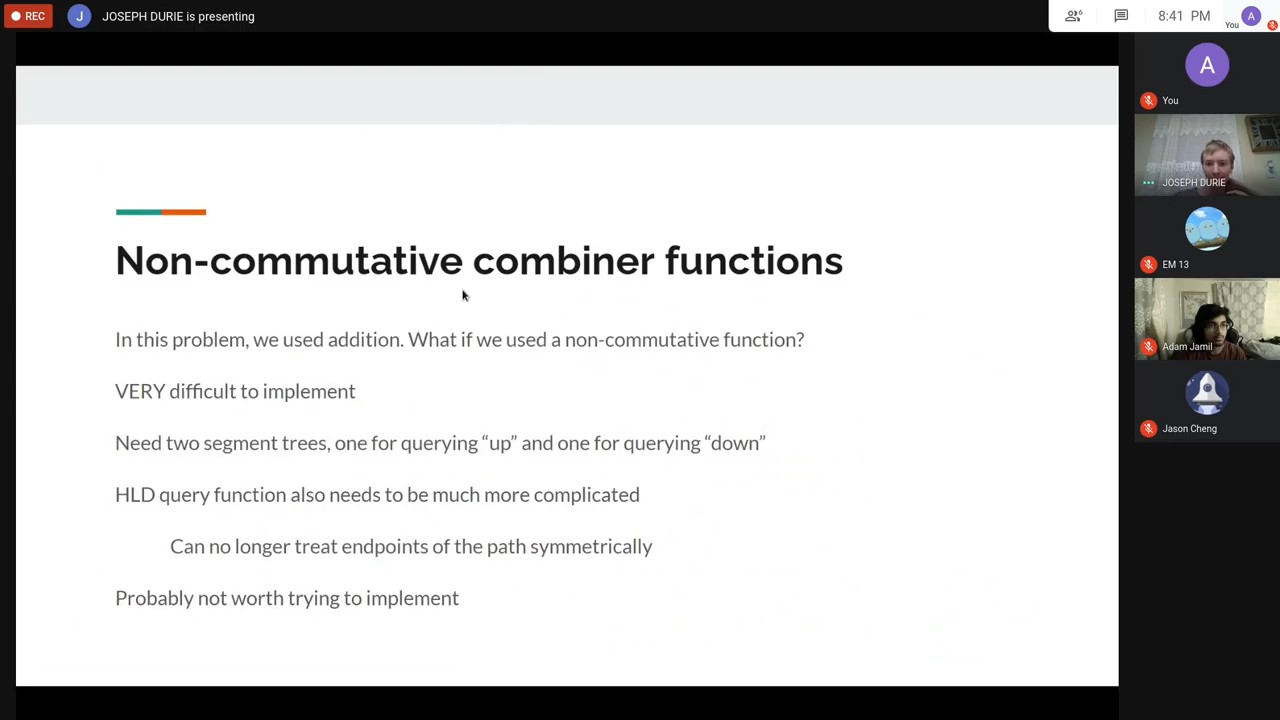 REC
J
JOSEPH DURIE is presenting
6
8:41 PM
You
A
A
You
JOSEPH DURIE
EM 13
Adam Jamil
Jason Cheng
Non-commutative combiner functions
In this problem, we used addition. What if we used a non-commutative function?
VERY difficult to implement
Need two segment trees, one for querying “up” and one for querying “down”
HLD query function also needs to be much more complicated
Can no longer treat endpoints of the path symmetrically
Probably not worth trying to implement